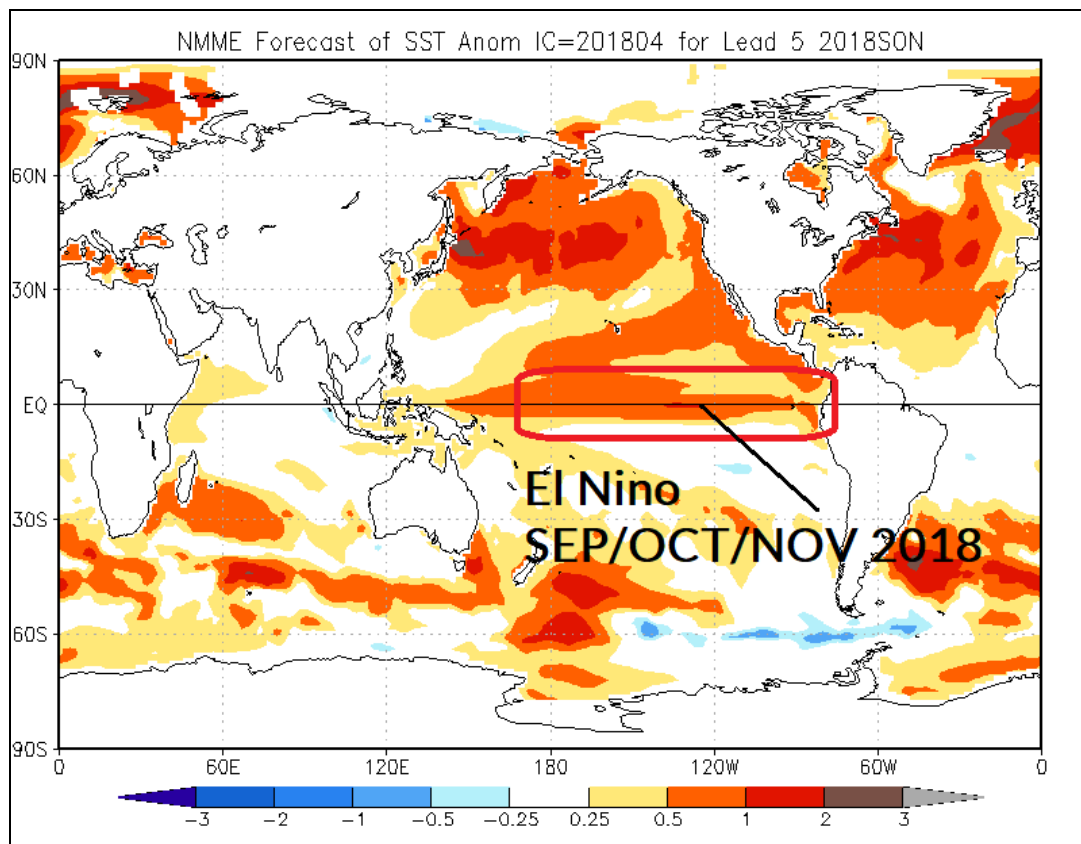 NMME Forecast of SST Anom IC=201804 for Lead 5 2018SON
90N
60N
30N
EQ
30S
60S
90S
El Nino
SEP/OCT/NOV 2018
0 60E 120E 180 120W 60W 0
-3 -2 -1 -0.5 -0.25 0.25 0.5 1 2 3